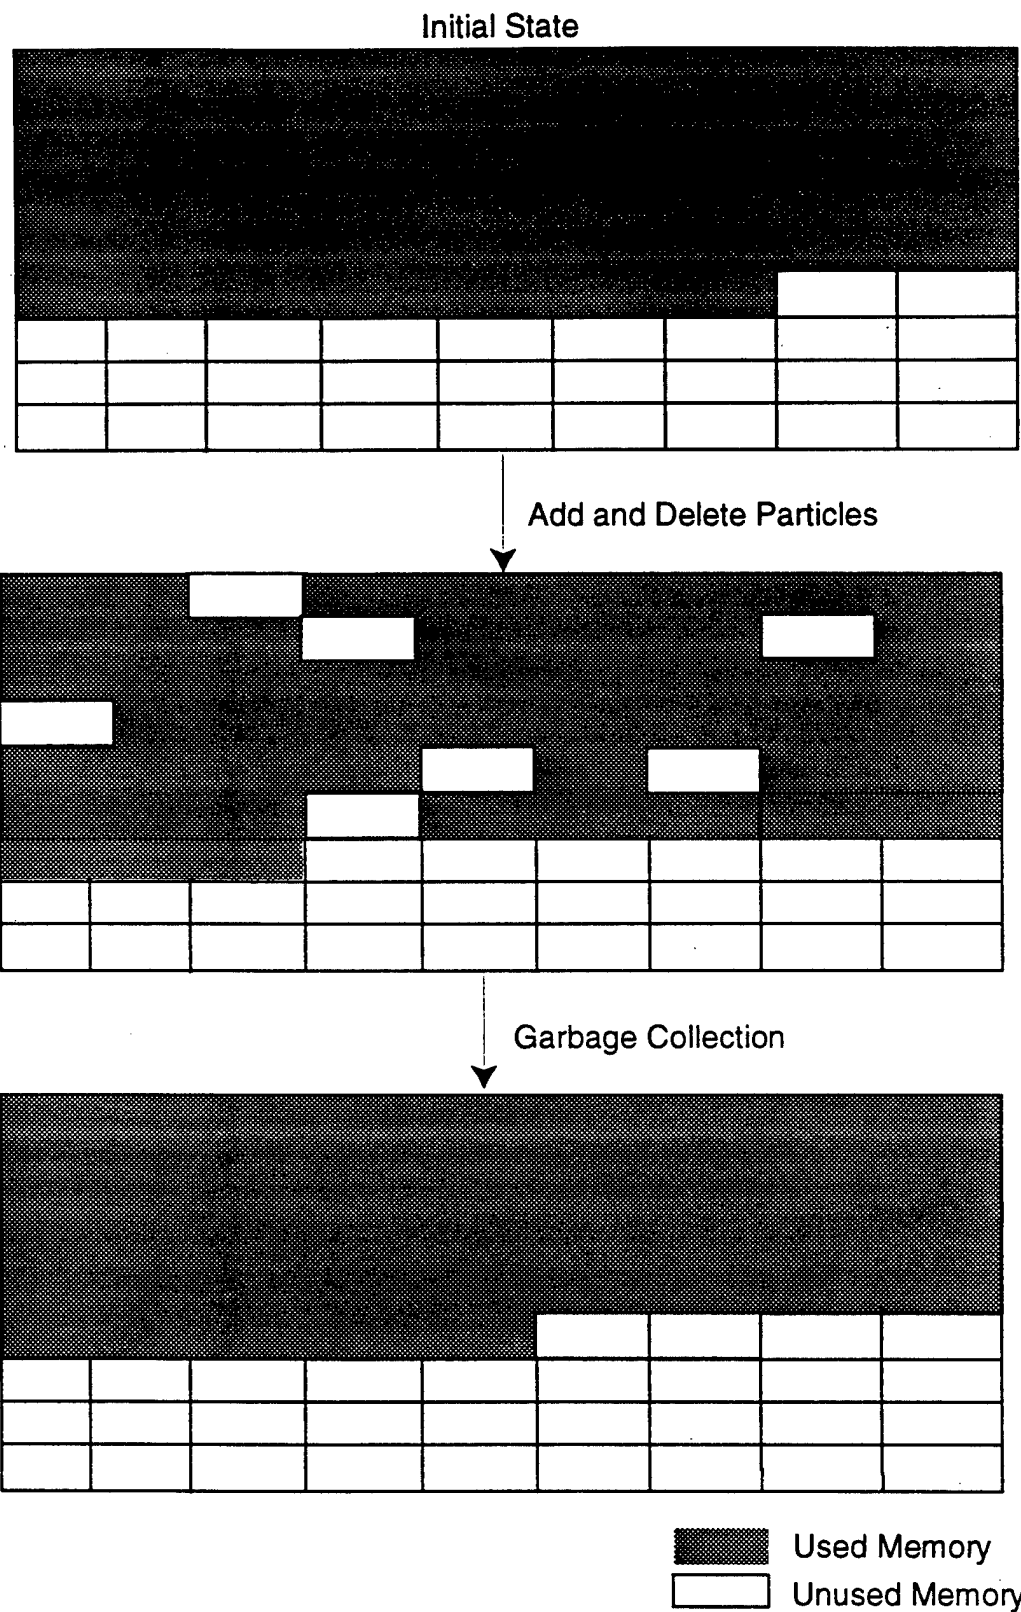 Initial State
Add and Delete Particles
Garbage Collection
Used Memory
Unused Memory